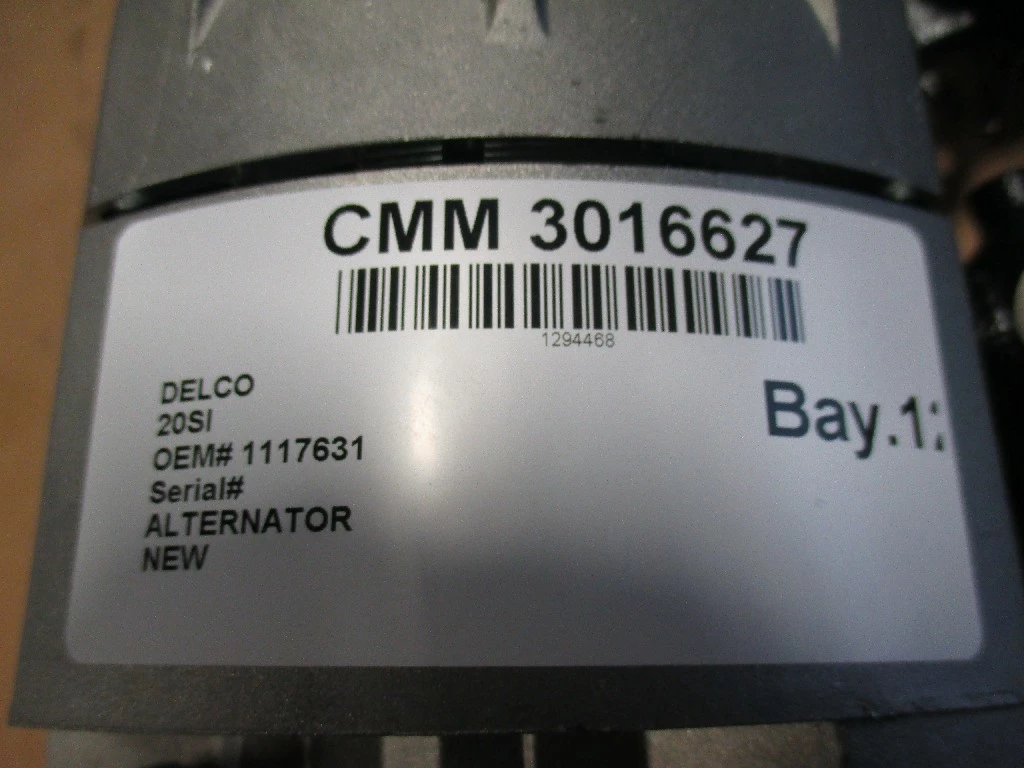 CMM 3016627
1294468
Bay.1
DELCO
20SI
OEM# 1117631
Serial#
ALTERNATOR
NEW